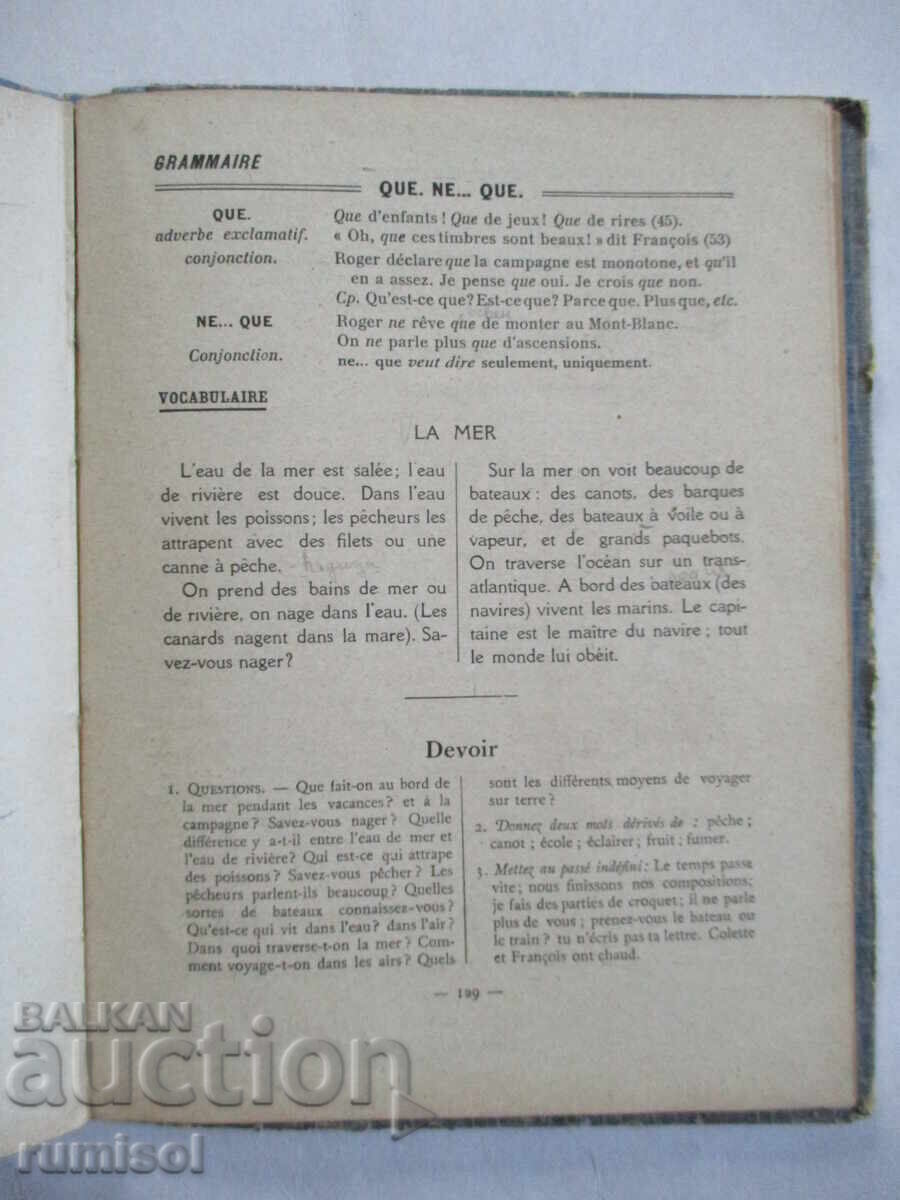 GRAMMAIRE
QUE. NE... QUE.
QUE.
adverbe exclamatif.
Que d'enfants ! Que de jeux! Que de rires (45).
« Oh, que ces timbres sont beaux! » dit François (53)
conjonction.
Roger déclare que la campagne est monotone, et qu'il
en a assez. Je pense que oui. Je crois que non.
Cp. Qu'est-ce que? Est-ce que? Parce que. Plus que, etc.
NE... QUE
Conjonction.
Roger ne rêve que de monter au Mont-Blanc.
On ne parle plus que d'ascensions.
ne... que veut dire seulement, uniquement.
VOCABULAIRE
LA MER
L'eau de la mer est salée; l'eau
de rivière est douce. Dans l'eau
vivent les poissons; les pêcheurs les
attrapent avec des filets ou une
canne à pêche.
On prend des bains de mer ou
de rivière, on nage dans l'eau. (Les
canards nagent dans la mare). Sa-
vez-vous nager?
Sur la mer on voit beaucoup de
bateaux : des canots, des barques
de pêche, des bateaux à voile ou à
vapeur, et de grands paquebots.
On traverse l'océan sur un trans-
atlantique. A bord des bateaux (des
navires) vivent les marins. Le capi-
taine est le maître du navire ; tout
le monde lui obéit.
Devoir
1. QUESTIONS. — Que fait-on au bord de
la mer pendant les vacances? et à la
campagne? Savez-vous nager? Quelle
différence y a-t-il entre l'eau de mer et
l'eau de rivière? Qui est-ce qui attrape
des poissons? Savez-vous pêcher? Les
pêcheurs parlent-ils beaucoup? Quelles
sortes de bateaux connaissez-vous?
Qu'est-ce qui vit dans l'eau? dans l'air?
Dans quoi traverse-t-on la mer? Com-
ment voyage-t-on dans les airs? Quels
sont les différents moyens de voyager
sur terre?
2. Donnez deux mots dérivés de : pêche ;
canot ; école ; éclairer ; fruit ; fumer.
3. Mettez au passé indéfini : Le temps passe
vite ; nous finissons nos compositions;
je fais des parties de croquet; il ne parle
plus de vous ; prenez-vous le bateau ou
le train? tu n'écris pas ta lettre. Colette
et François ont chaud.
— 109 —
BALKAN
auction
rumisol